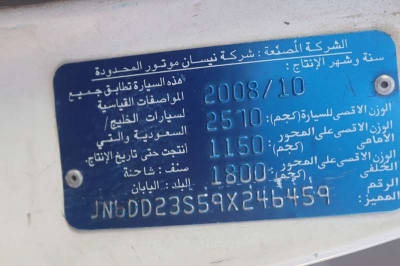 الشركة المصنعة : شركة نيسان موتور المحدودة
سنة وشهر الإنتاج : 2008/10
هذه السيارة تطابق جميع المواصفات القياسية لسيارات الخليج/ السعودية والتي أنتجت حتى تاريخ الإنتاج.
الوزن الاقصى للسيارة (كجم): 2510
الوزن الاقصى على المحور الامامي (كجم): 1150
الوزن الاقصى على المحور الخلفي (كجم): 1800
صنف : شاحنة
البلد : اليابان
الرقم المميز : JN6DD23S59X246459